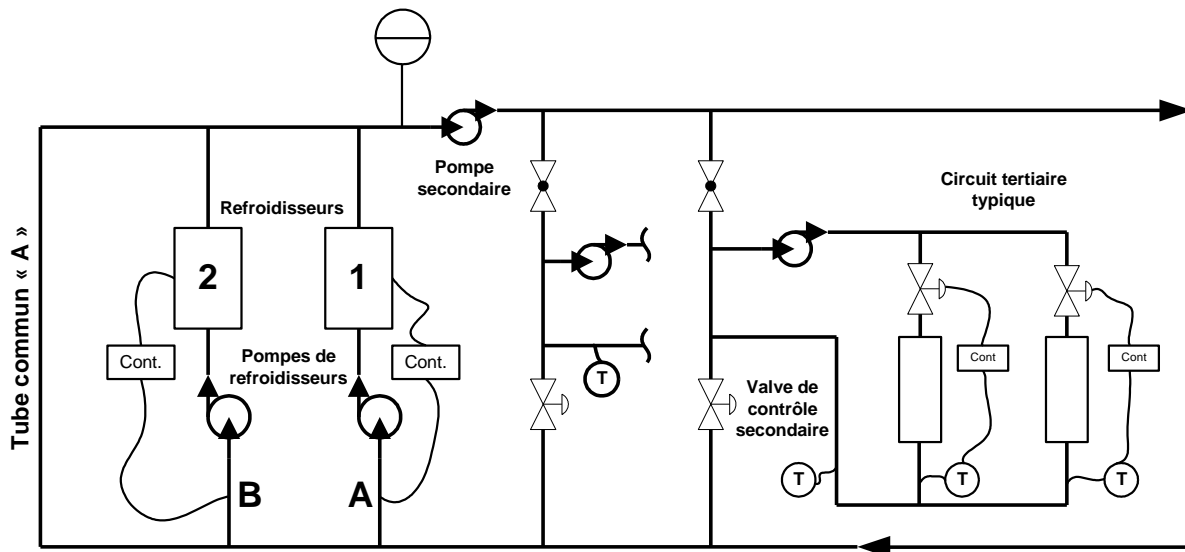 Pompe
secondaire
Circuit tertiaire
typique
Refroidisseurs
Tube commun « A »
2
1
Cont.
Pompes de
refroidisseurs
Cont.
Cont
Cont
T
Valve de
contrôle
secondaire
B
A
T
T
T